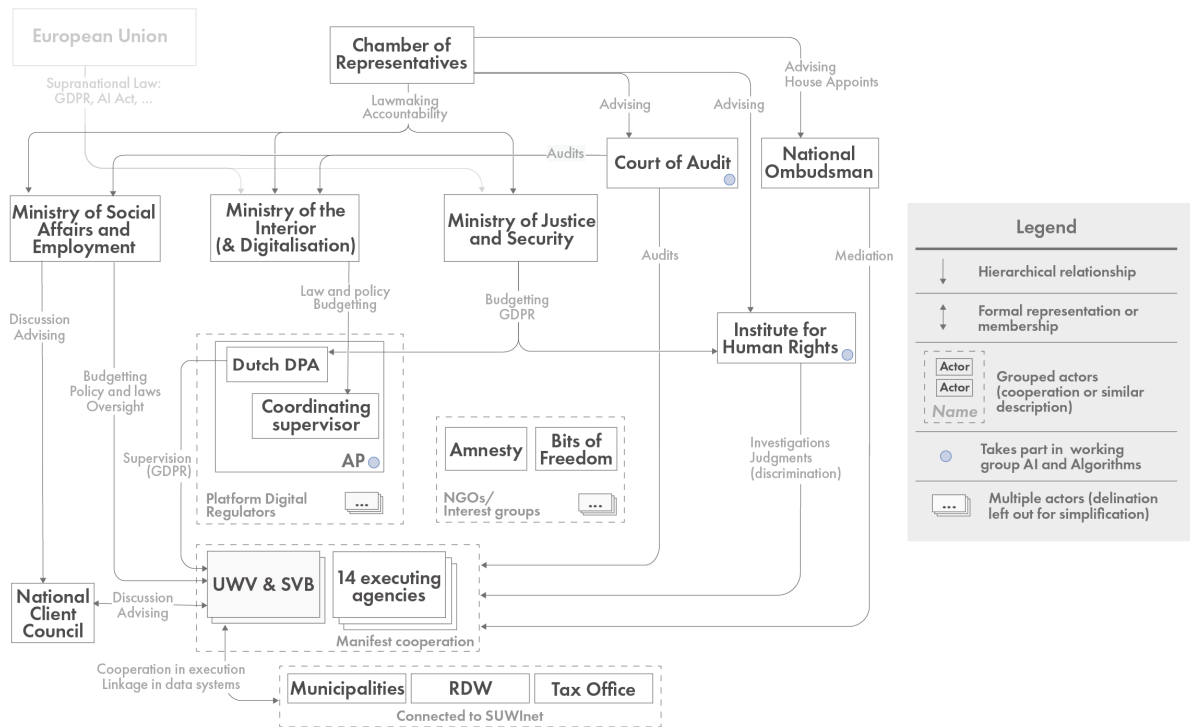 European Union
Supranational Law:
GDPR, AI Act, ...
Chamber of
Representatives
Lawmaking
Accountability
Advising
Advising
Advising
House Appoints
Audits
Court of Audit
National
Ombudsman
Ministry of Social
Affairs and
Employment
Ministry of the
Interior
(& Digitalisation)
Ministry of Justice
and Security
Audits
Mediation
Discussion
Advising
Budgetting
Policy and laws
Oversight
Law and policy
Budgetting
Budgetting
GDPR
Institute for
Human Rights
Dutch DPA
Coordinating
supervisor
AP
Supervision
(GDPR)
Platform Digital
Regulators
...
Amnesty
Bits of
Freedom
NGOs/
Interest groups
...
Investigations
Judgments
(discrimination)
UWV & SVB
14 executing
agencies
Manifest cooperation
National
Client
Council
Discussion
Advising
Cooperation in execution
Linkage in data systems
Municipalities
RDW
Tax Office
Connected to SUWInet
Legend
Hierarchical relationship
Formal representation or
membership
Actor
Actor
Name
Grouped actors
(cooperation or similar
description)
Takes part in working
group AI and Algorithms
...
Multiple actors (delination
left out for simplification)